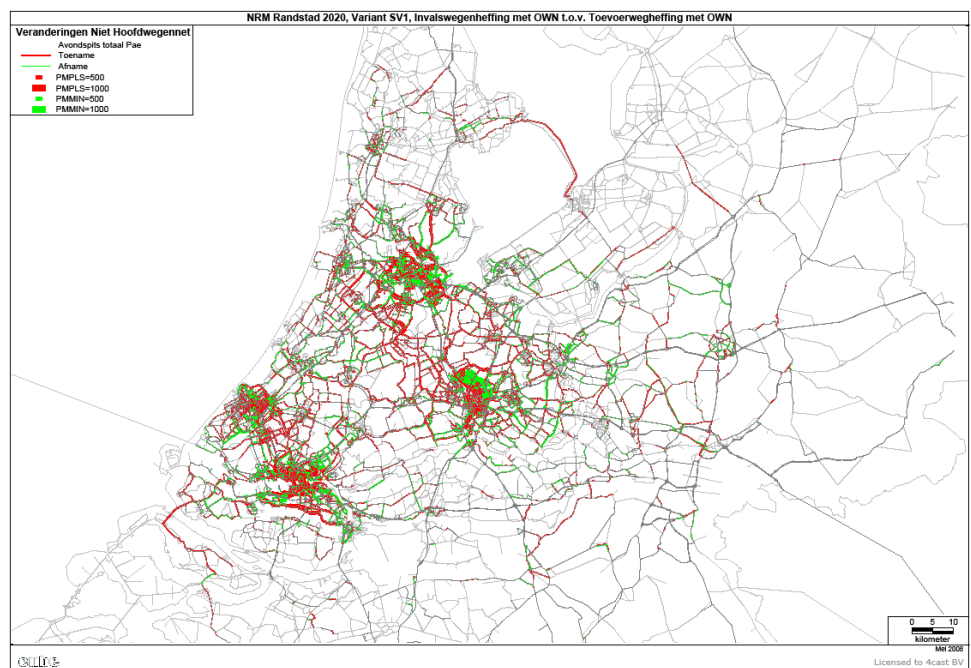 NRM Randstad 2020, Variant SV1, Invalswegenheffing met OWN t.o.v. Toevoerwegheffing met OWN
Veranderingen Niet Hoofdwegennet
Avondspits totaal Pae
Toename
Afname
PMPLS=500
PMPLS=1000
PMMIN=500
PMMIN=1000
0 5 10
kilometer
Mei 2008
cube
Licensed to 4cast BV